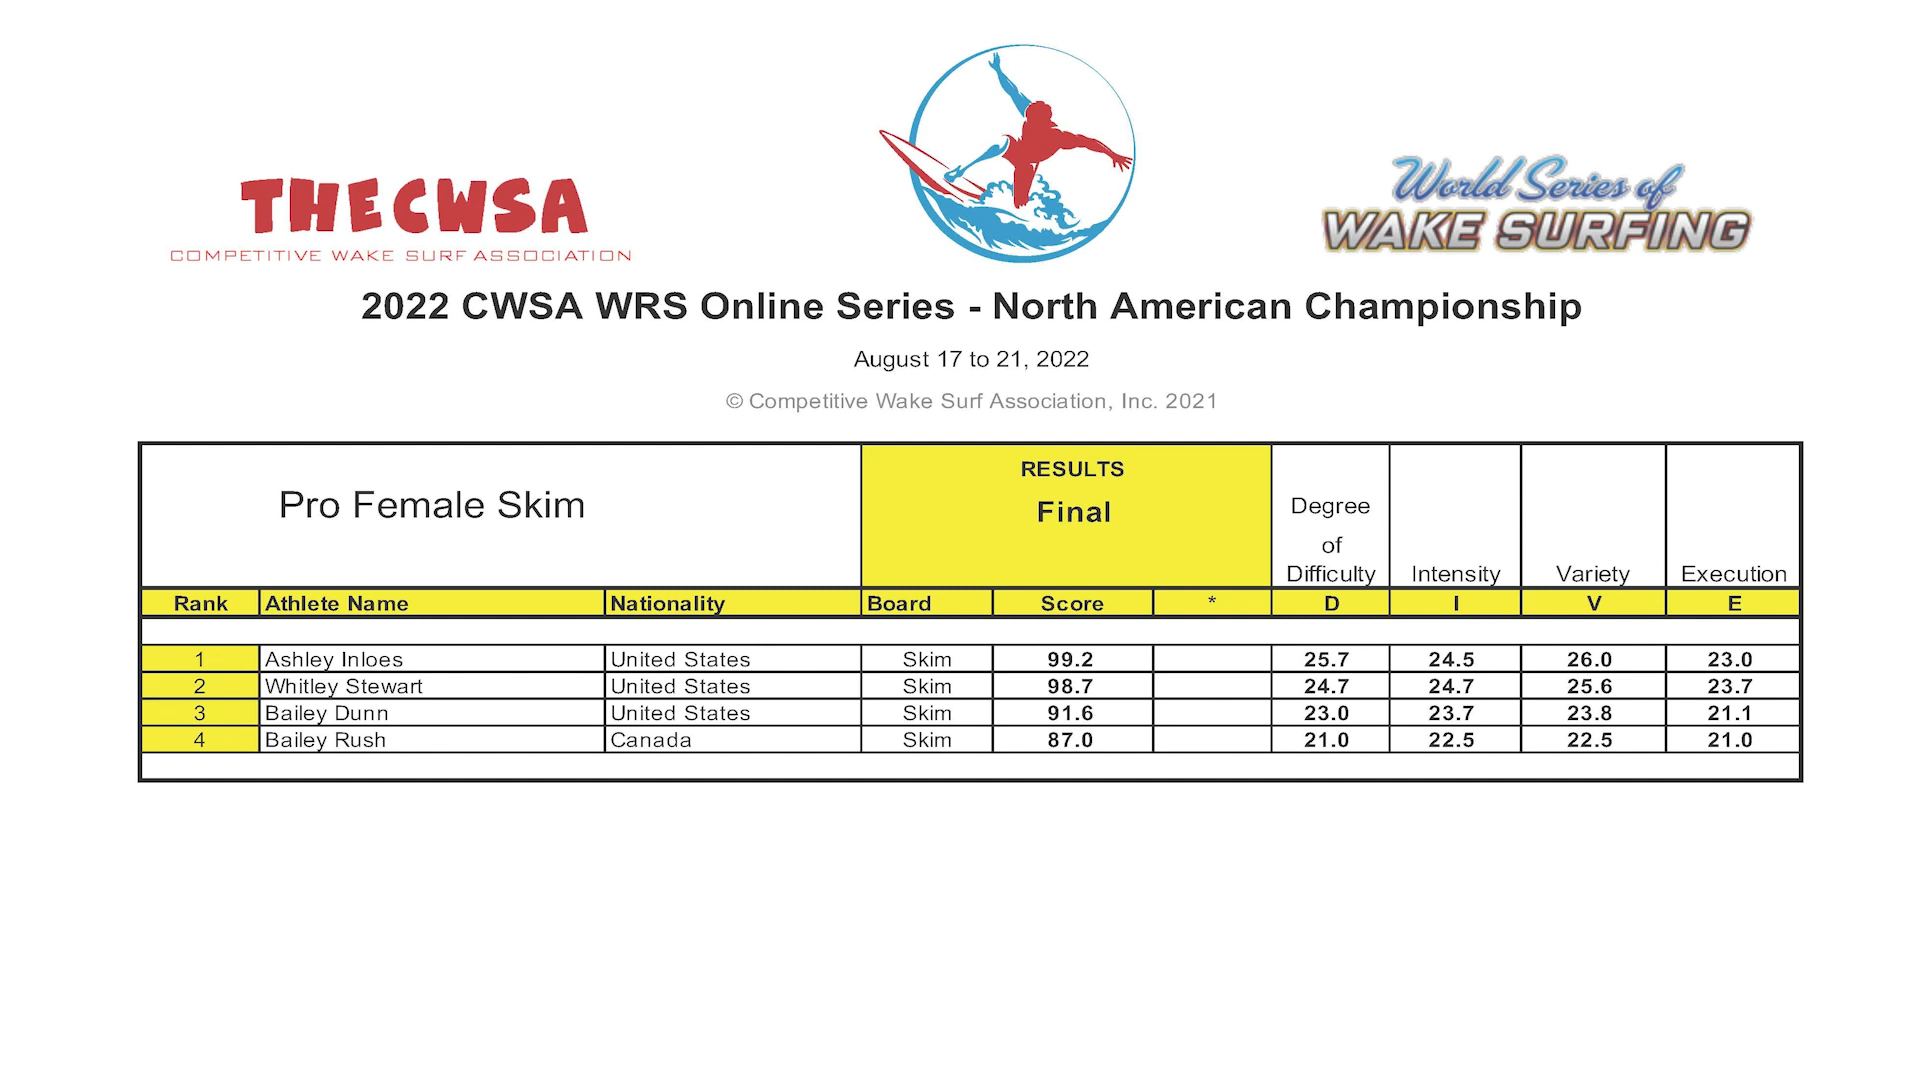 THECWSA
COMPETITIVE WAKE SURF ASSOCIATION
World Series of
WAKE SURFING
2022 CWSA WRS Online Series - North American Championship
August 17 to 21, 2022
© Competitive Wake Surf Association, Inc. 2021
Pro Female Skim
RESULTS
Final
Degree
of
Difficulty
Intensity
Variety
Execution
Rank Athlete Name Nationality Board Score * D I V E
1 Ashley Inloes United States Skim 99.2 25.7 24.5 26.0 23.0
2 Whitley Stewart United States Skim 98.7 24.7 24.7 25.6 23.7
3 Bailey Dunn United States Skim 91.6 23.0 23.7 23.8 21.1
4 Bailey Rush Canada Skim 87.0 21.0 22.5 22.5 21.0